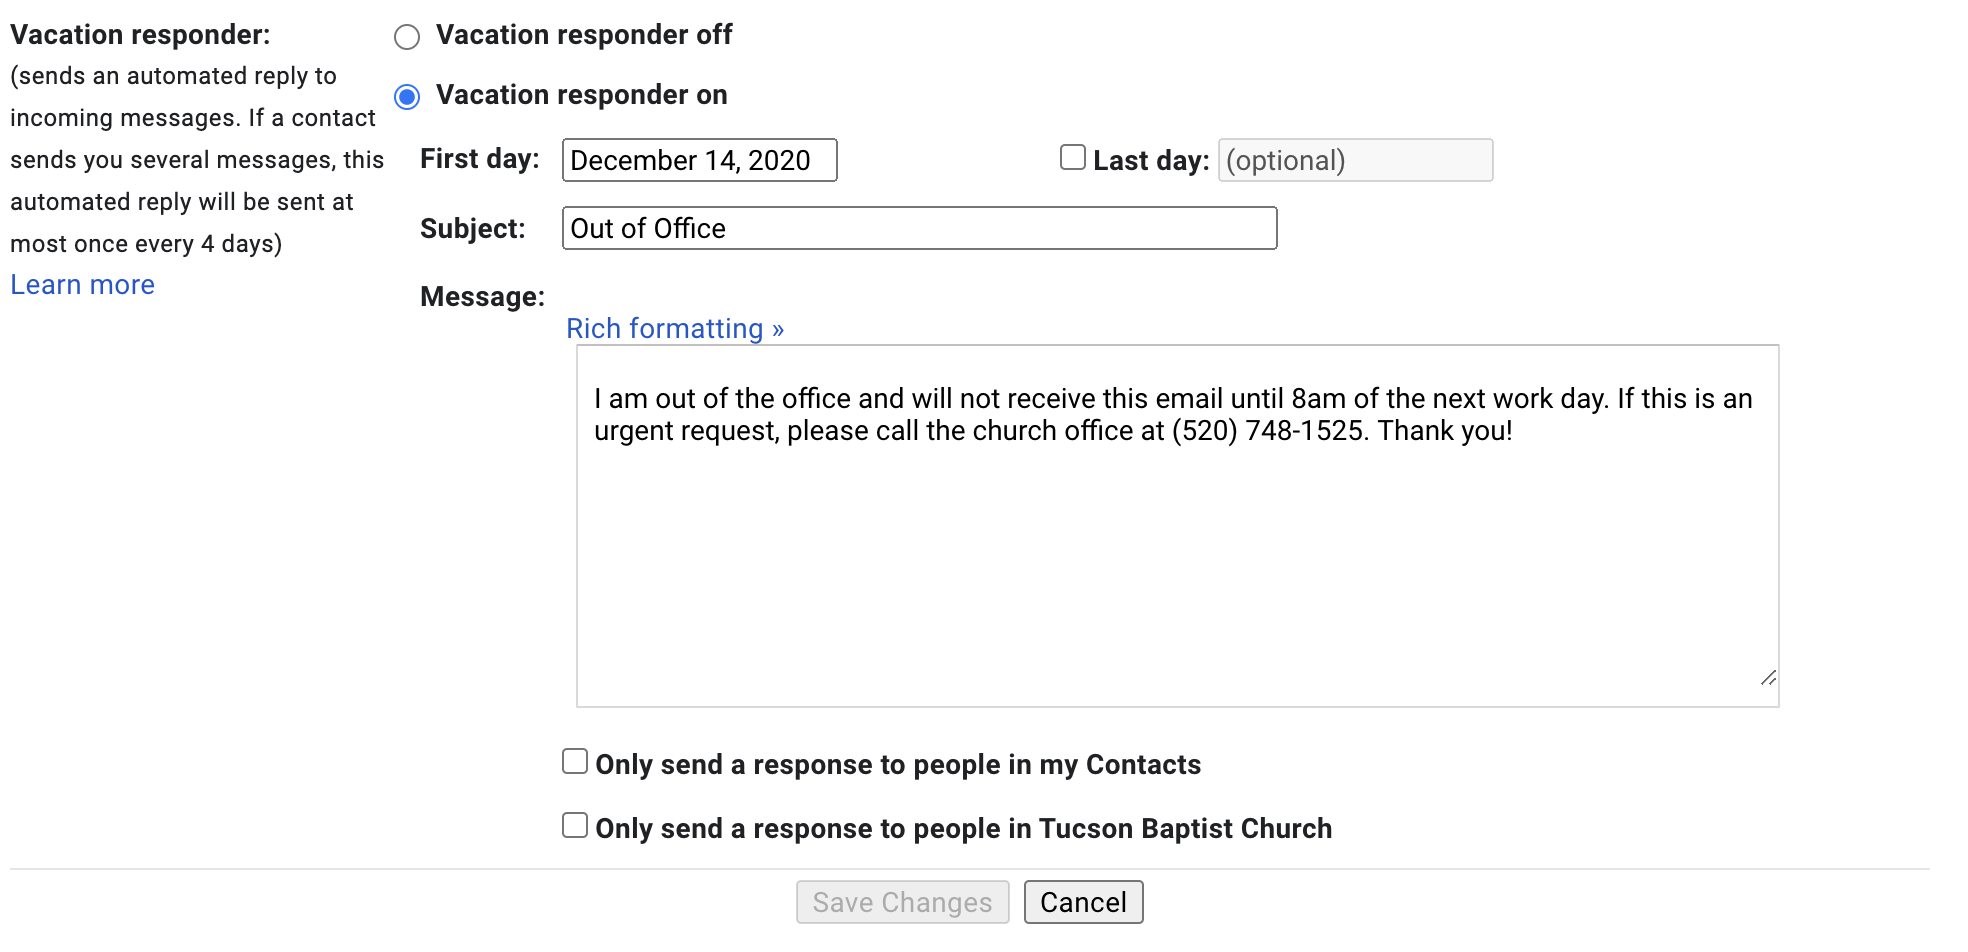 Vacation responder:
(sends an automated reply to
incoming messages. If a contact
sends you several messages, this
automated reply will be sent at
most once every 4 days)
Learn more
Vacation responder off
Vacation responder on
First day: December 14, 2020 Last day: (optional)
Subject: Out of Office
Message:
Rich formatting »
I am out of the office and will not receive this email until 8am of the next work day. If this is an
urgent request, please call the church office at (520) 748-1525. Thank you!
Only send a response to people in my Contacts
Only send a response to people in Tucson Baptist Church
Save Changes Cancel